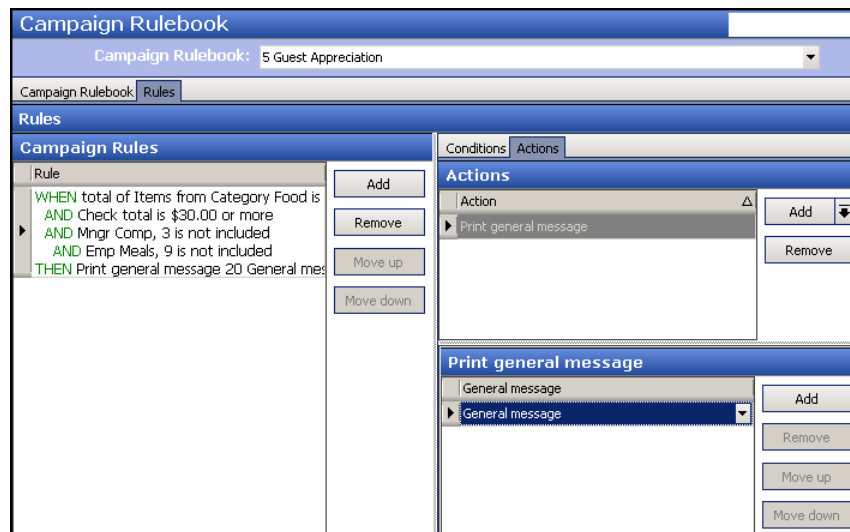 Campaign Rulebook
Campaign Rulebook: 5 Guest Appreciation
Campaign Rulebook Rules
Rules
Campaign Rules
Rule
WHEN total of Items from Category Food is
AND Check total is $30.00 or more
AND Mngr Comp, 3 is not included
AND Emp Meals, 9 is not included
THEN Print general message 20 General mes
Add
Remove
Move up
Move down
Conditions Actions
Actions
Action
Print general message
Add
Remove
Print general message
General message
General message
Add
Remove
Move up
Move down